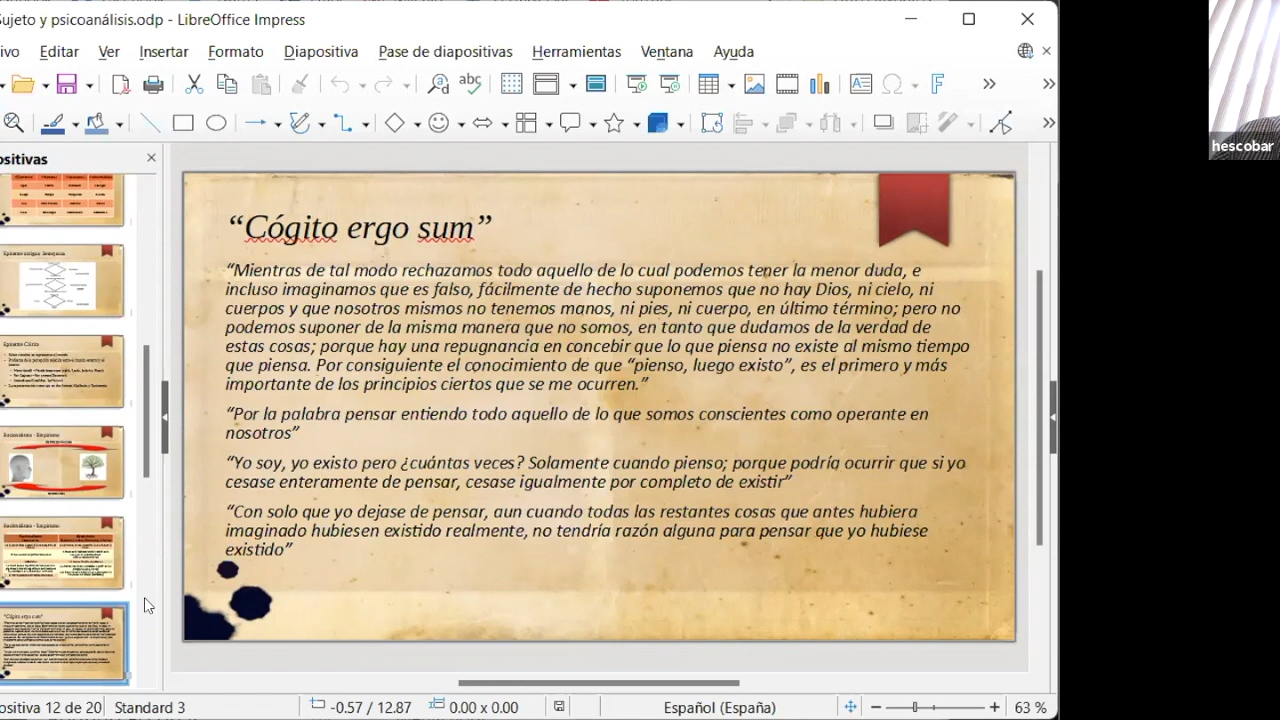 Sujeto y psicoanálisis.odp - LibreOffice Impress
ivo Editar Ver Insertar Formato Diapositiva Pase de diapositivas Herramientas Ventana Ayuda
abc
F
ositivas
“Cógito ergo sum”
“Mientras de tal modo rechazamos todo aquello de lo cual podemos tener la menor duda, e
incluso imaginamos que es falso, fácilmente de hecho suponemos que no hay Dios, ni cielo, ni
cuerpos y que nosotros mismos no tenemos manos, ni pies, ni cuerpo, en último término; pero no
podemos suponer de la misma manera que no somos, en tanto que dudamos de la verdad de
estas cosas; porque hay una repugnancia en concebir que lo que piensa no existe al mismo tiempo
que piensa. Por consiguiente el conocimiento de que “pienso, luego existo”, es el primero y más
importante de los principios ciertos que se me ocurren.”
“Por la palabra pensar entiendo todo aquello de lo que somos conscientes como operante en
nosotros”
“Yo soy, yo existo pero ¿cuántas veces? Solamente cuando pienso; porque podría ocurrir que si yo
cesase enteramente de pensar, cesase igualmente por completo de existir”
“Con solo que yo dejase de pensar, aun cuando todas las restantes cosas que antes hubiera
imaginado hubiesen existido realmente, no tendría razón alguna para pensar que yo hubiese
existido”
Racionalismo - Empirismo
Racionalismo - Empirismo
“Cógito ergo sum”
ositiva 12 de 20 Standard 3 -0.57 / 12.87 0.00 x 0.00 Español (España) 63 %
hescobar